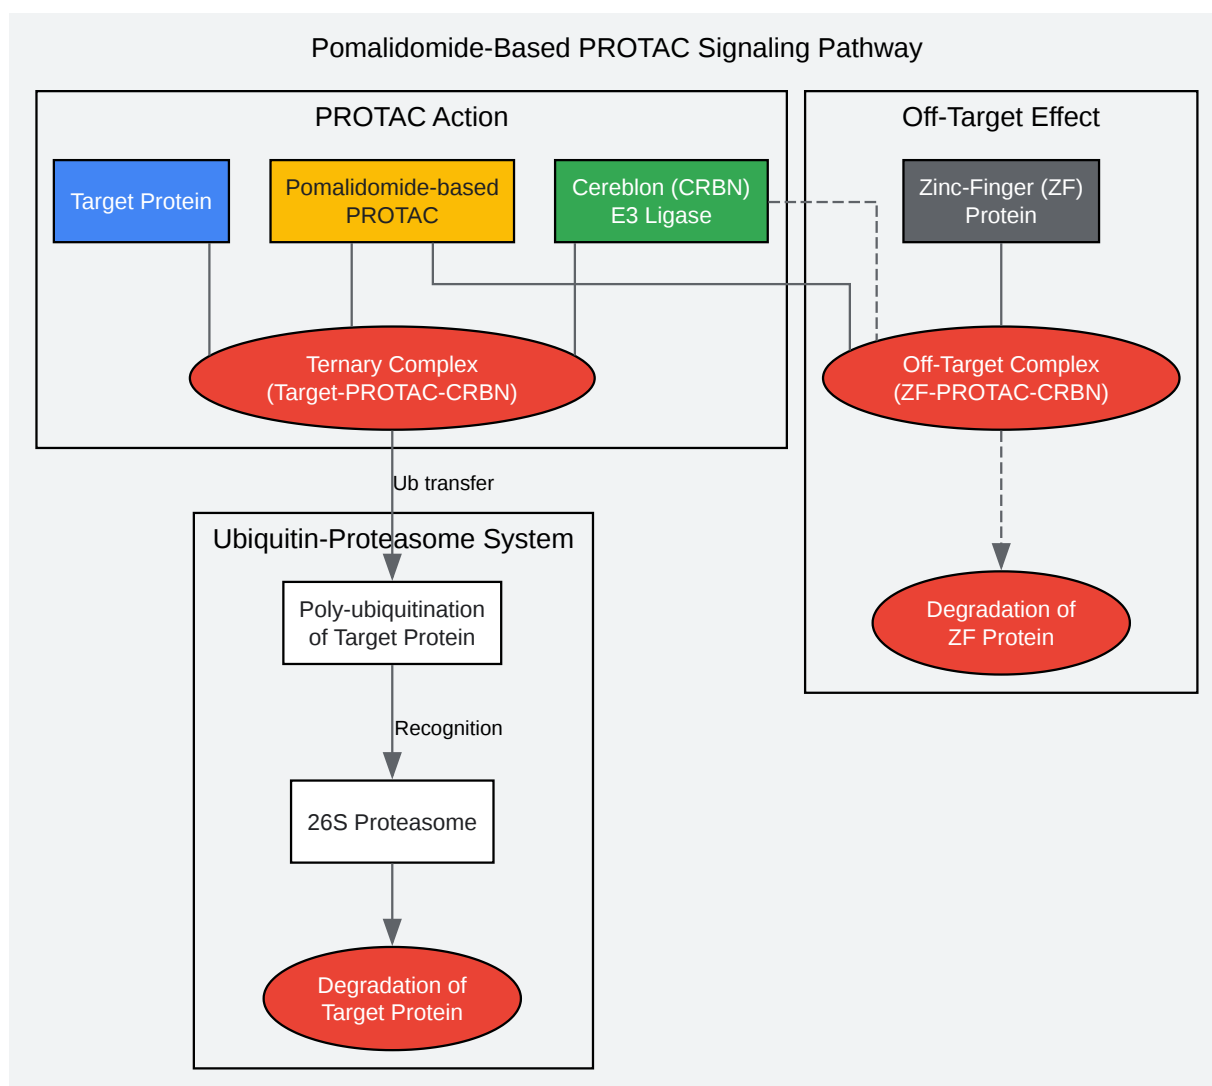 Pomalidomide-Based PROTAC Signaling Pathway
PROTAC Action
Target Protein
Pomalidomide-based
PROTAC
Cereblon (CRBN)
E3 Ligase
Ternary Complex
(Target-PROTAC-CRBN)
Off-Target Effect
Zinc-Finger (ZF)
Protein
Off-Target Complex
(ZF-PROTAC-CRBN)
Degradation of
ZF Protein
Ub transfer
Ubiquitin-Proteasome System
Poly-ubiquitination
of Target Protein
Recognition
26S Proteasome
Degradation of
Target Protein